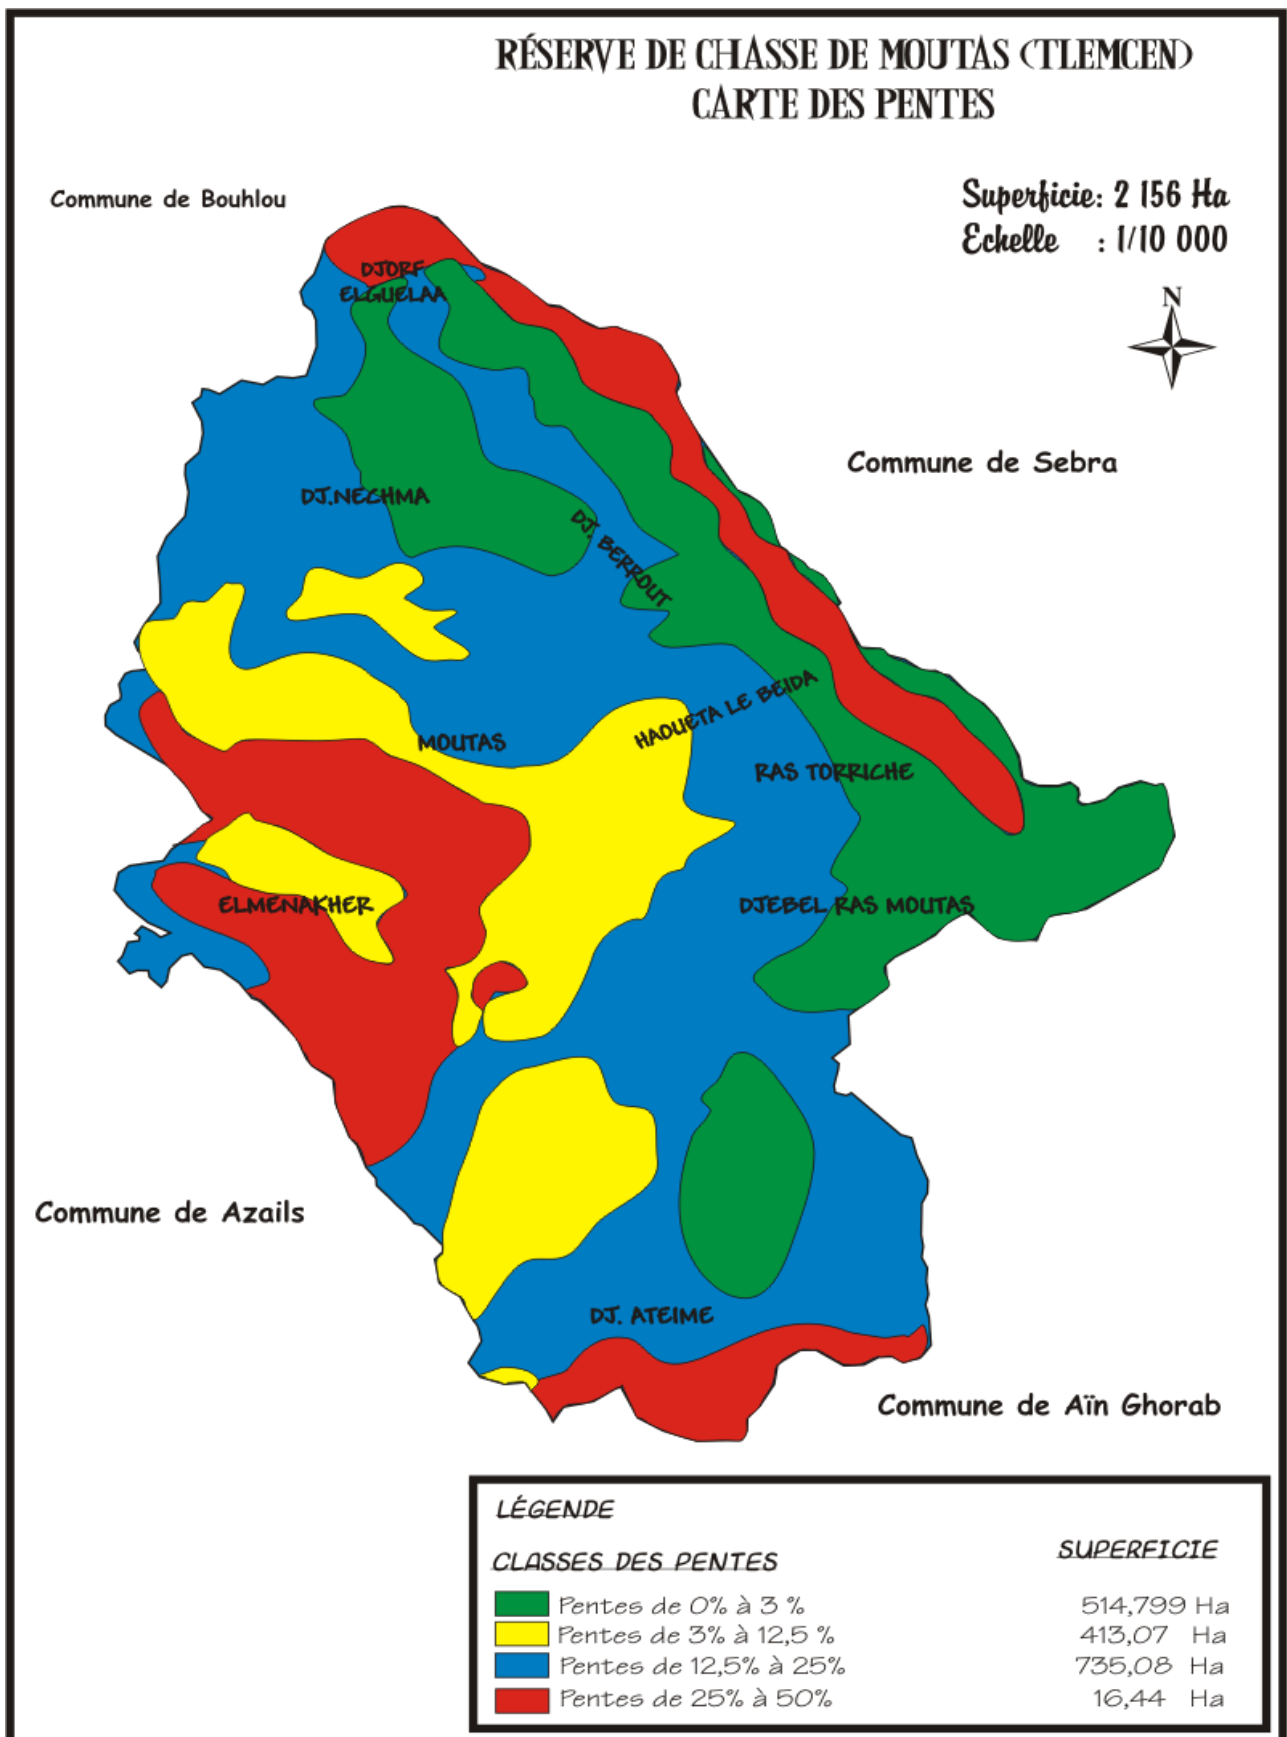 RÉSERVE DE CHASSE DE MOUTAS (TLEMCEN)
CARTE DES PENTES
Superficie: 2 156 Ha
Echelle : 1/10 000
N
Commune de Bouhlou
DJORF
ELGUELAA
Commune de Sebra
DJ.NECHMA
DJ. BERROUT
HAOUETA LE BEIDA
MOUTAS
RAS TORRICHE
ELMENAKHER
DJEBEL RAS MOUTAS
Commune de Azails
DJ. ATEIME
Commune de Aïn Ghorab
LÉGENDE
CLASSES DES PENTES SUPERFICIE
Pentes de 0% à 3 % 514,799 Ha
Pentes de 3% à 12,5 % 413,07 Ha
Pentes de 12,5% à 25% 735,08 Ha
Pentes de 25% à 50% 16,44 Ha